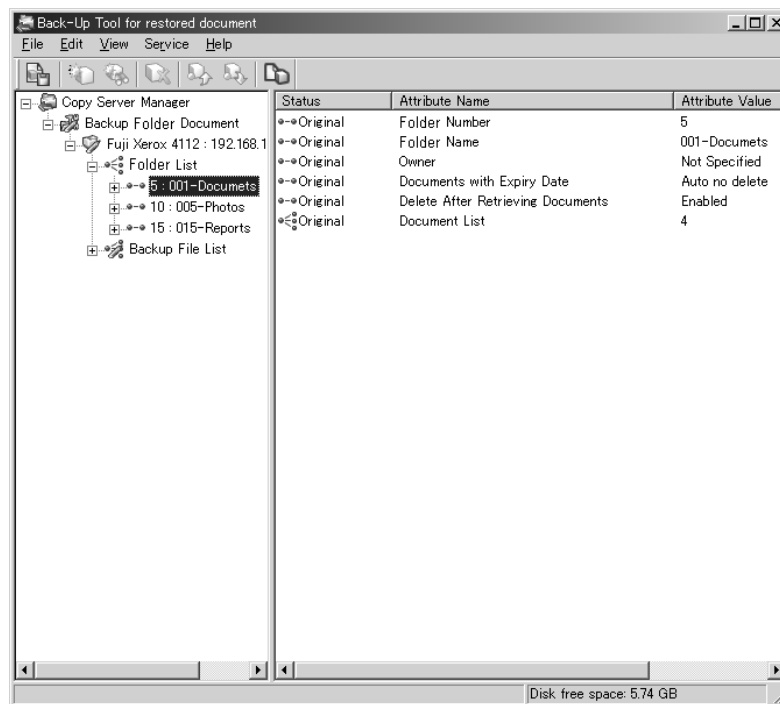 Back-Up Tool for restored document
File Edit View Service Help
Copy Server Manager
Backup Folder Document
Fuji Xerox 4112 : 192.168.1
Folder List
5 : 001-Documets
10 : 005-Photos
15 : 015-Reports
Backup File List
Status Attribute Name Attribute Value
Original Folder Number 5
Original Folder Name 001-Documets
Original Owner Not Specified
Original Documents with Expiry Date Auto no delete
Original Delete After Retrieving Documents Enabled
Original Document List 4
Disk free space: 5.74 GB